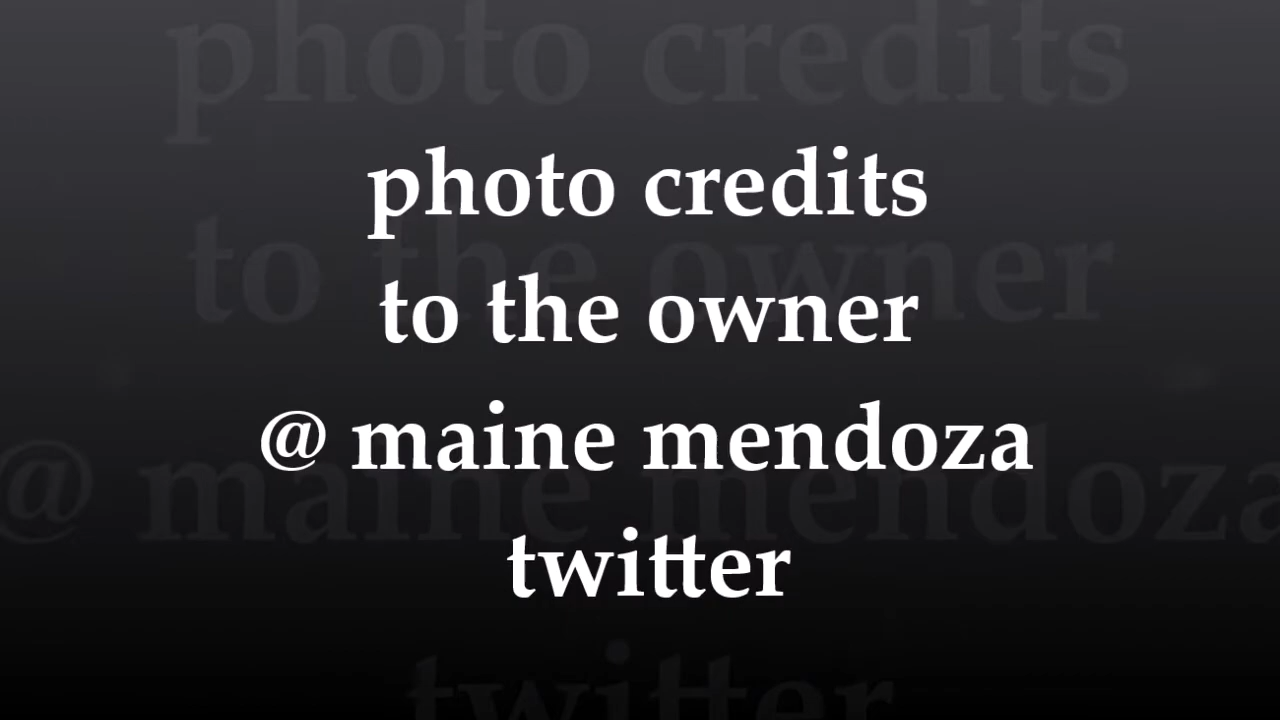 photo credits
to the owner
@ maine mendoza
twitter